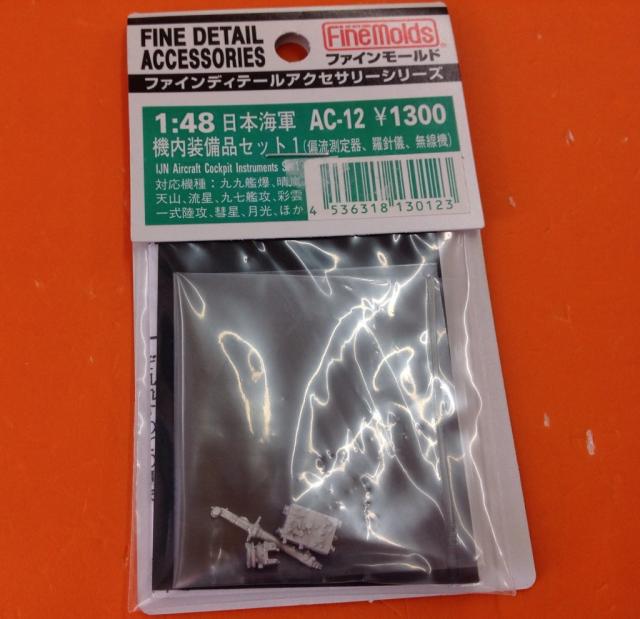 FINE DETAIL
ACCESSORIES
FineMolds
ファインモールド
ファインディテールアクセサリーシリーズ
1:48 日本海軍 AC-12 ¥1300
機内装備品セット1(偏流測定器、羅針儀、無線機)
IJN Aircraft Cockpit Instruments
対応機種:九九艦爆、晴嵐
天山、流星、九七艦攻、彩雲
一式陸攻、彗星、月光、ほか
4 536318 130123